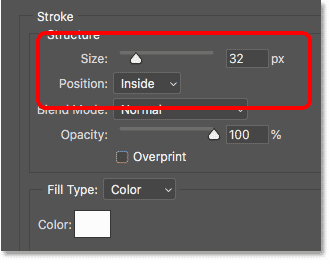 Stroke
Structure
Size: 32 px
Position: Inside
Blend Mode: Normal
Opacity: 100 %
Overprint
Fill Type: Color
Color: